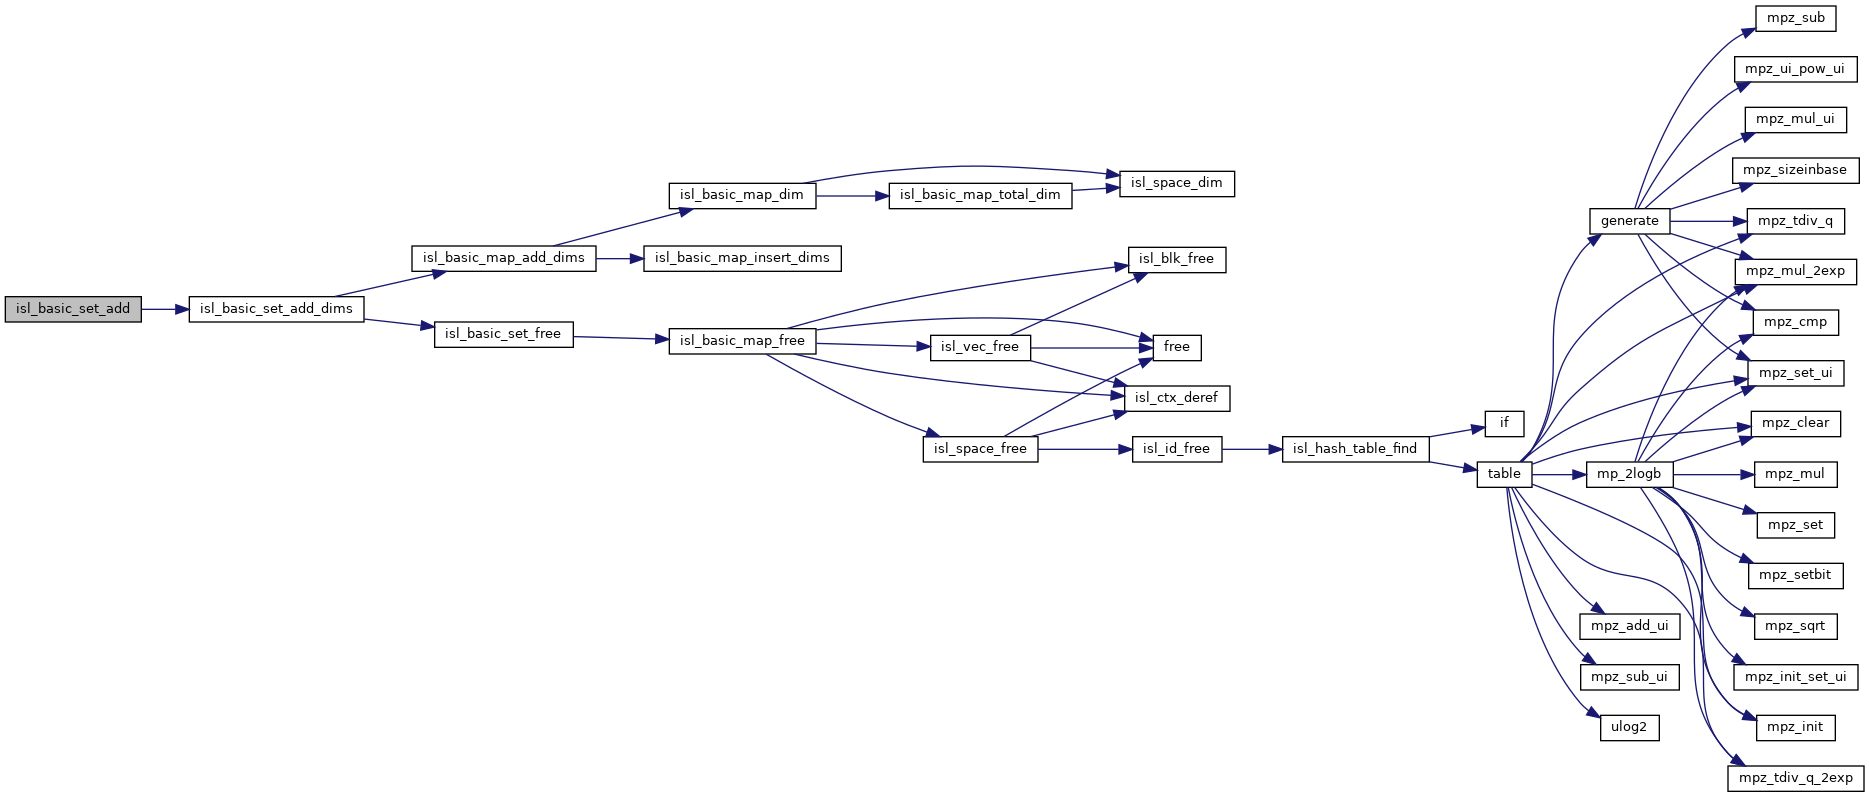 isl_basic_set_add
isl_basic_set_add_dims
isl_basic_map_add_dims
isl_basic_set_free
isl_basic_map_dim
isl_basic_map_insert_dims
isl_basic_map_free
isl_basic_map_total_dim
isl_vec_free
isl_space_free
isl_space_dim
isl_blk_free
free
isl_ctx_deref
isl_id_free
isl_hash_table_find
if
table
generate
mp_2logb
mpz_add_ui
mpz_sub_ui
ulog2
mpz_sub
mpz_ui_pow_ui
mpz_mul_ui
mpz_sizeinbase
mpz_tdiv_q
mpz_mul_2exp
mpz_cmp
mpz_set_ui
mpz_clear
mpz_mul
mpz_set
mpz_setbit
mpz_sqrt
mpz_init_set_ui
mpz_init
mpz_tdiv_q_2exp